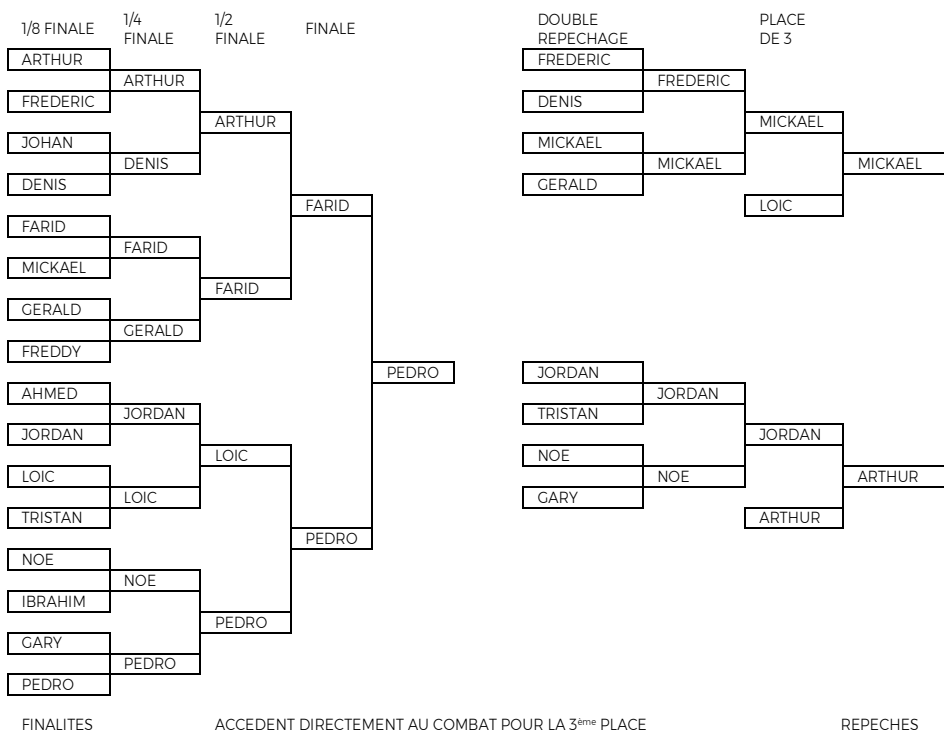 1/8 FINALE
1/4 FINALE
1/2 FINALE
FINALE
DOUBLE REPECHAGE
PLACE DE 3
ARTHUR
FREDERIC
JOHAN
DENIS
FARID
MICKAEL
GERALD
FREDDY
AHMED
JORDAN
LOIC
TRISTAN
NOE
IBRAHIM
GARY
PEDRO
ARTHUR
DENIS
FARID
GERALD
JORDAN
LOIC
NOE
PEDRO
ARTHUR
FARID
LOIC
PEDRO
FARID
PEDRO
PEDRO
FREDERIC
DENIS
MICKAEL
GERALD
FREDERIC
MICKAEL
MICKAEL
LOIC
MICKAEL
JORDAN
TRISTAN
NOE
GARY
JORDAN
NOE
JORDAN
ARTHUR
ARTHUR
FINALITES
ACCEDENT DIRECTEMENT AU COMBAT POUR LA 3ème PLACE
REPECHES